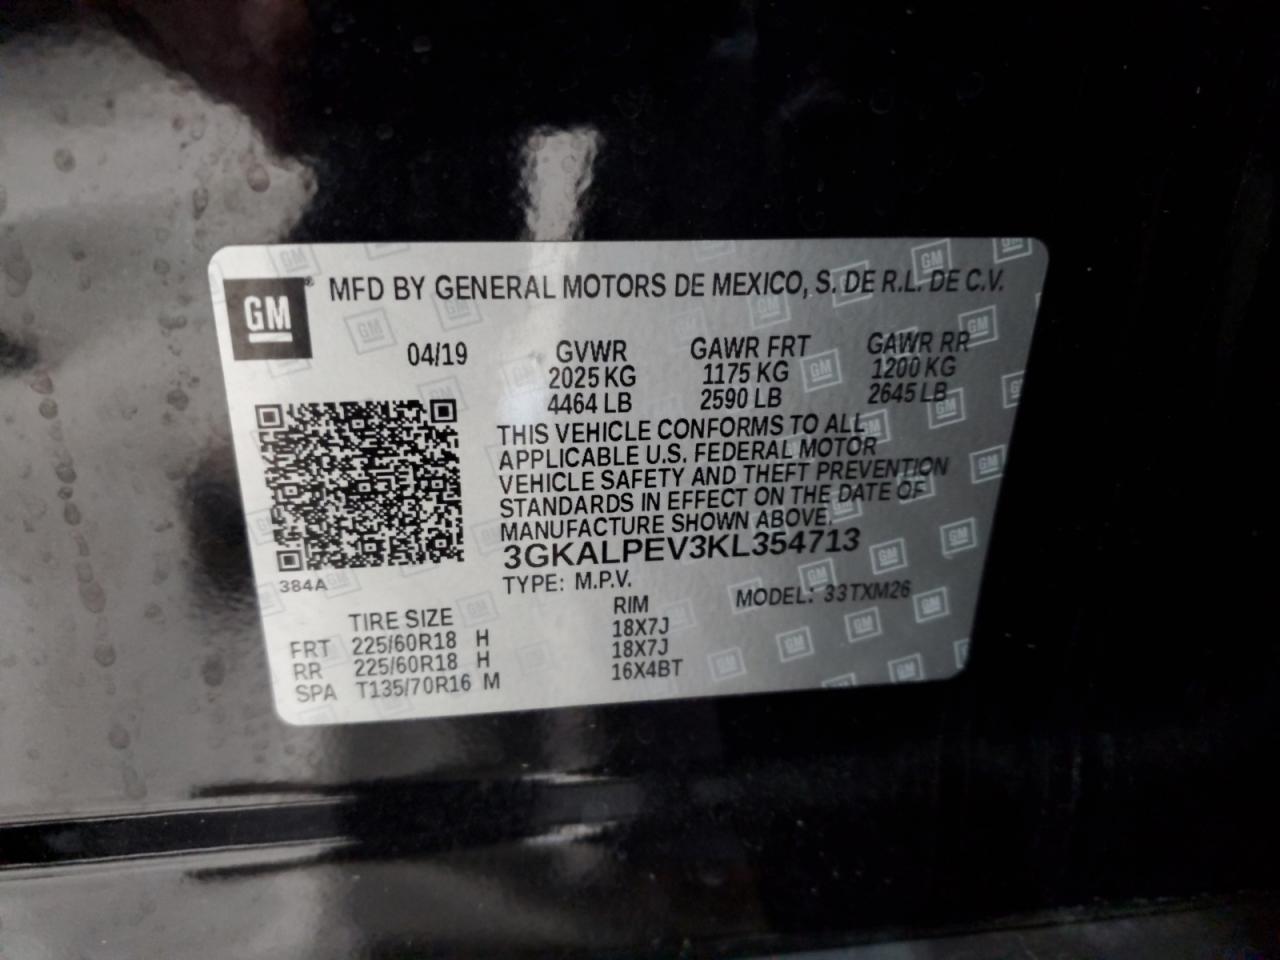 GM
MFD BY GENERAL MOTORS DE MEXICO, S. DE R.L. DE C.V.
04/19
GVWR GAWR FRT GAWR RR
2025 KG 1175 KG 1200 KG
4464 LB 2590 LB 2645 LB
THIS VEHICLE CONFORMS TO ALL
APPLICABLE U.S. FEDERAL MOTOR
VEHICLE SAFETY AND THEFT PREVENTION
STANDARDS IN EFFECT ON THE DATE OF
MANUFACTURE SHOWN ABOVE.
3GKALPEV3KL354713
384A
TYPE: M.P.V. MODEL: 33TXM26
TIRE SIZE RIM
FRT 225/60R18 H 18X7J
RR 225/60R18 H 18X7J
SPA T135/70R16 M 16X4BT